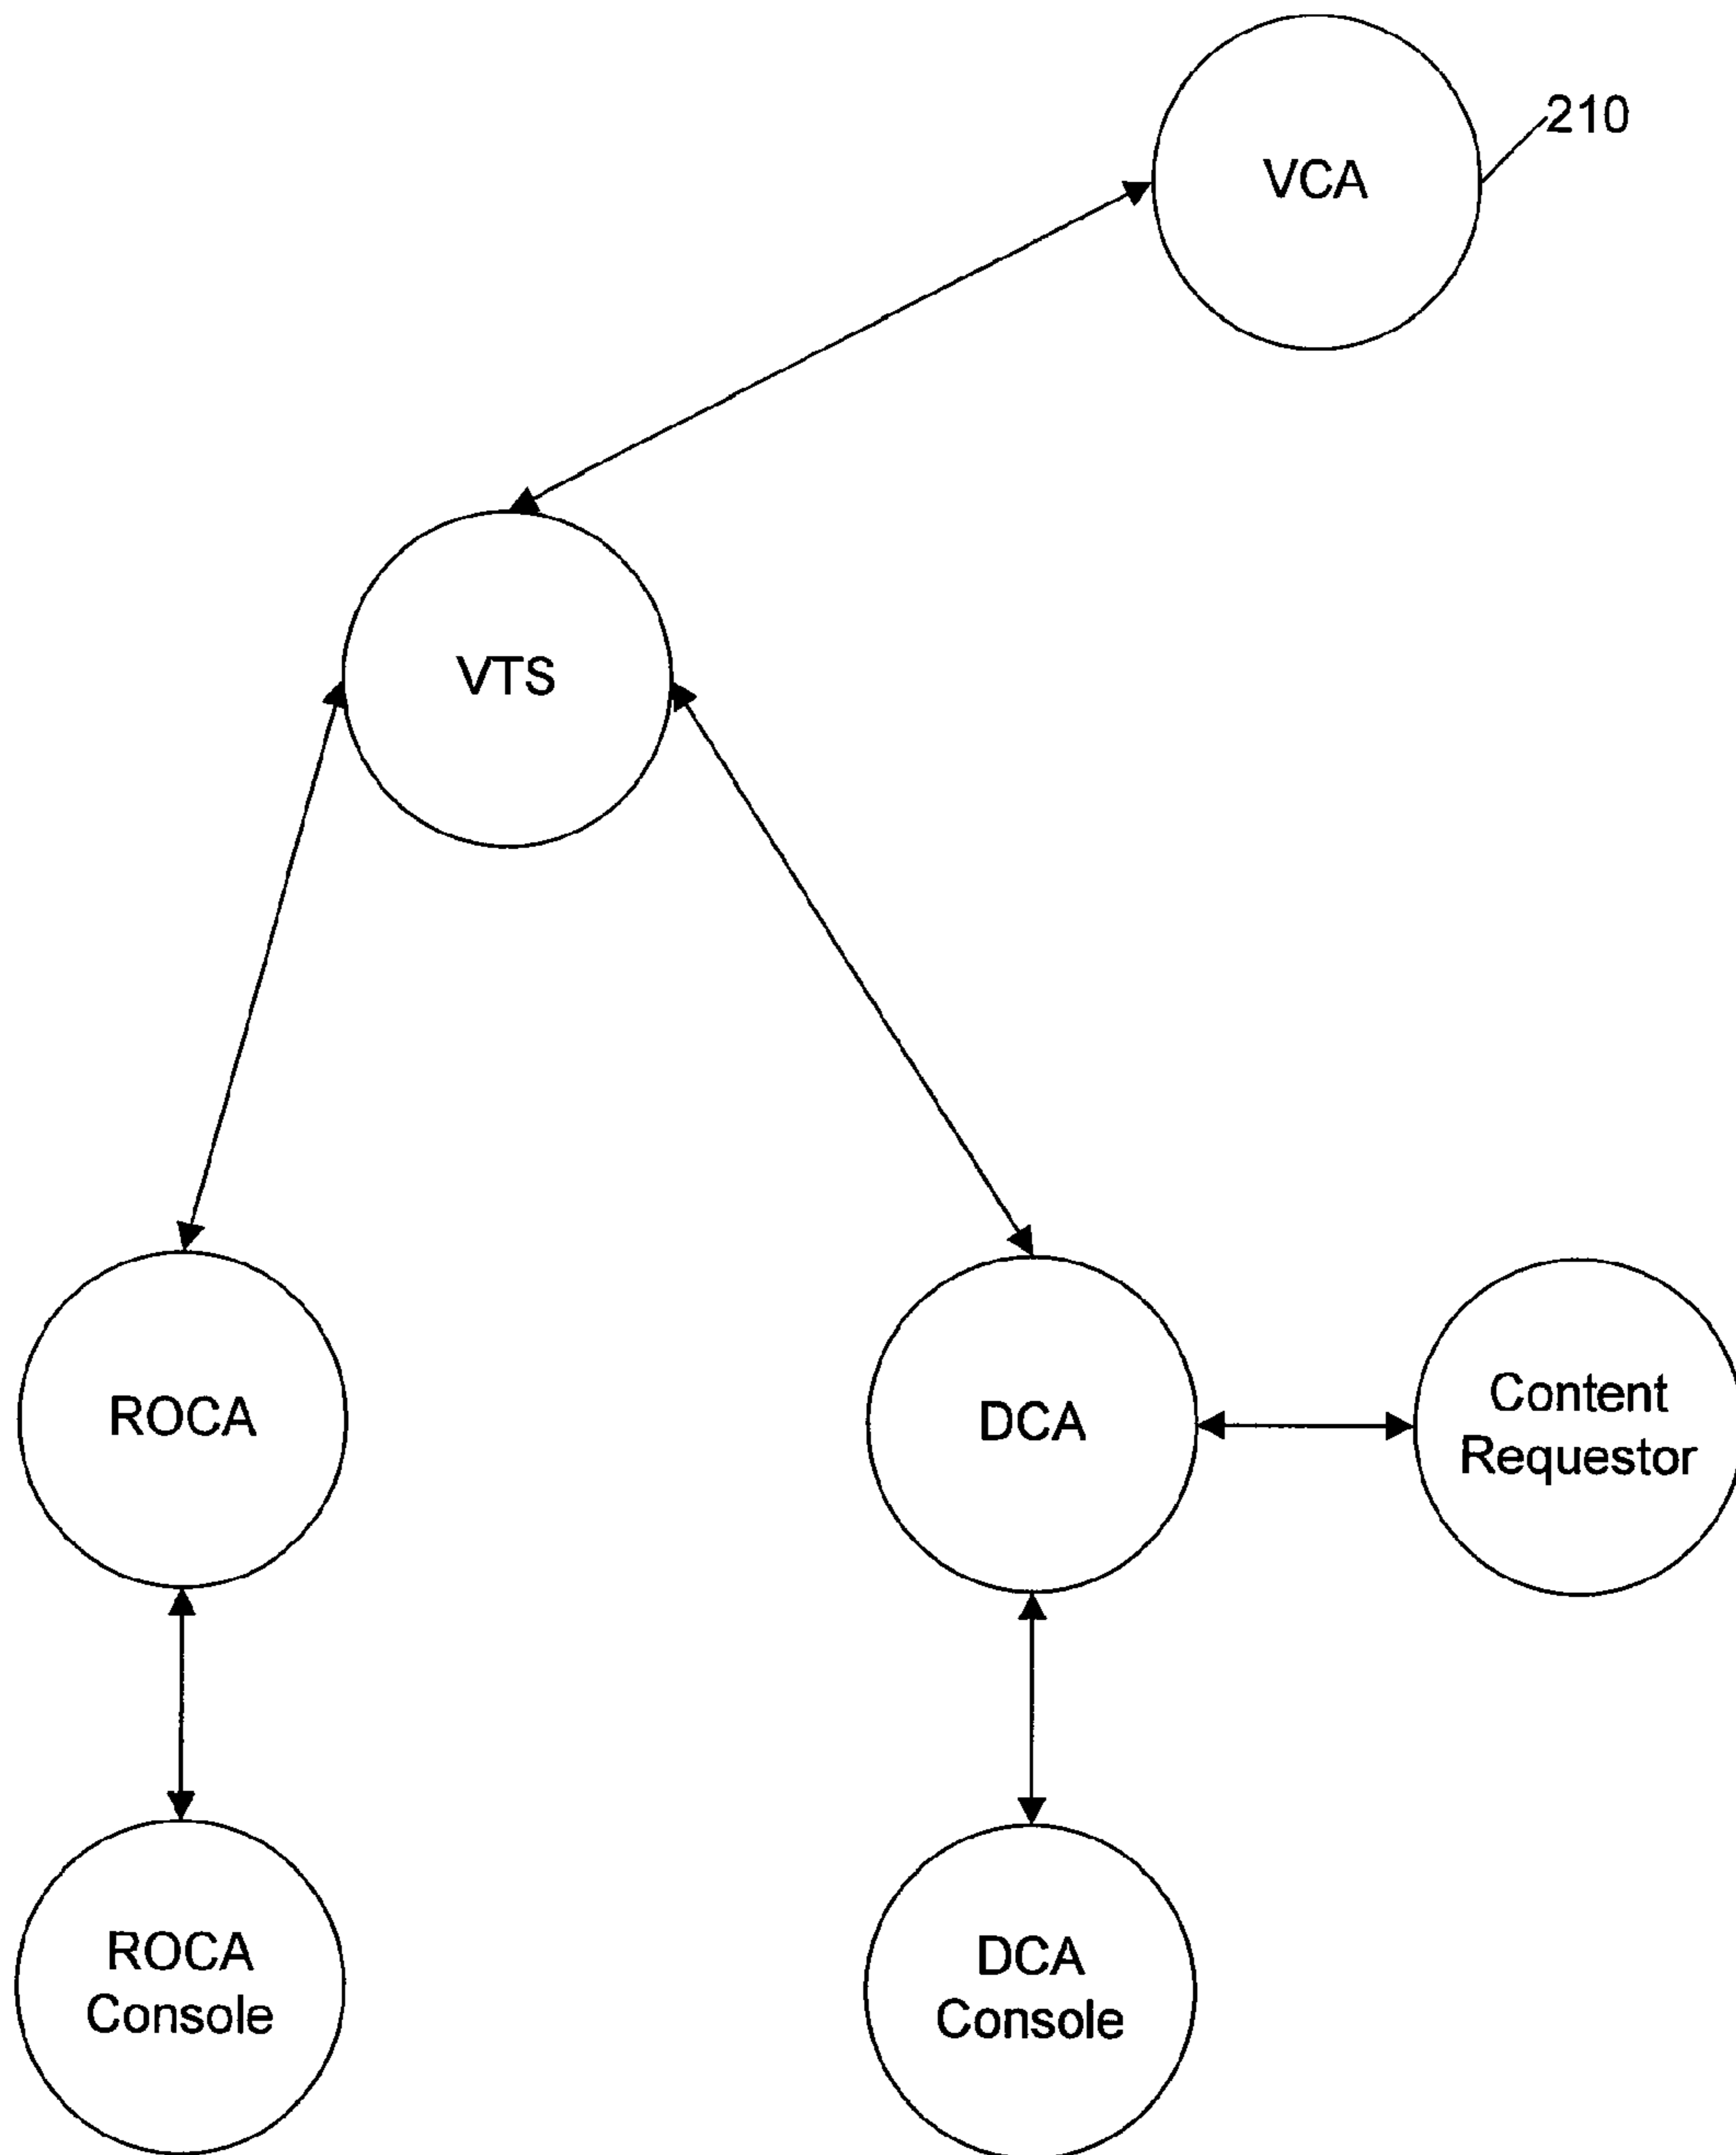 210
VCA
VTS
ROCA
DCA
Content
Requestor
ROCA
Console
DCA
Console